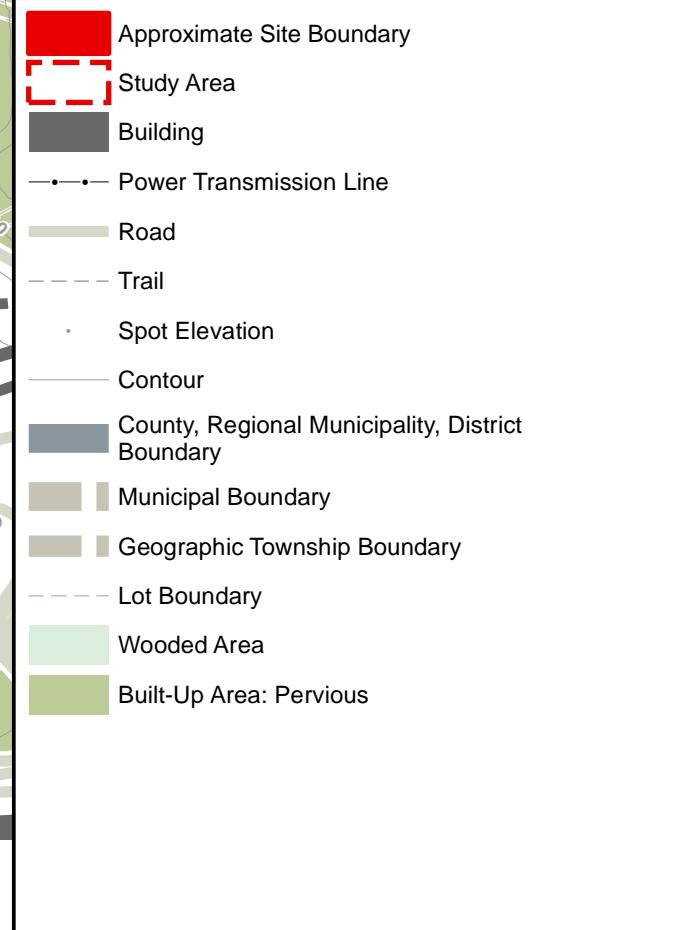 Approximate Site Boundary
Study Area
Building
Power Transmission Line
Road
Trail
Spot Elevation
Contour
County, Regional Municipality, District
Boundary
Municipal Boundary
Geographic Township Boundary
Lot Boundary
Wooded Area
Built-Up Area: Pervious